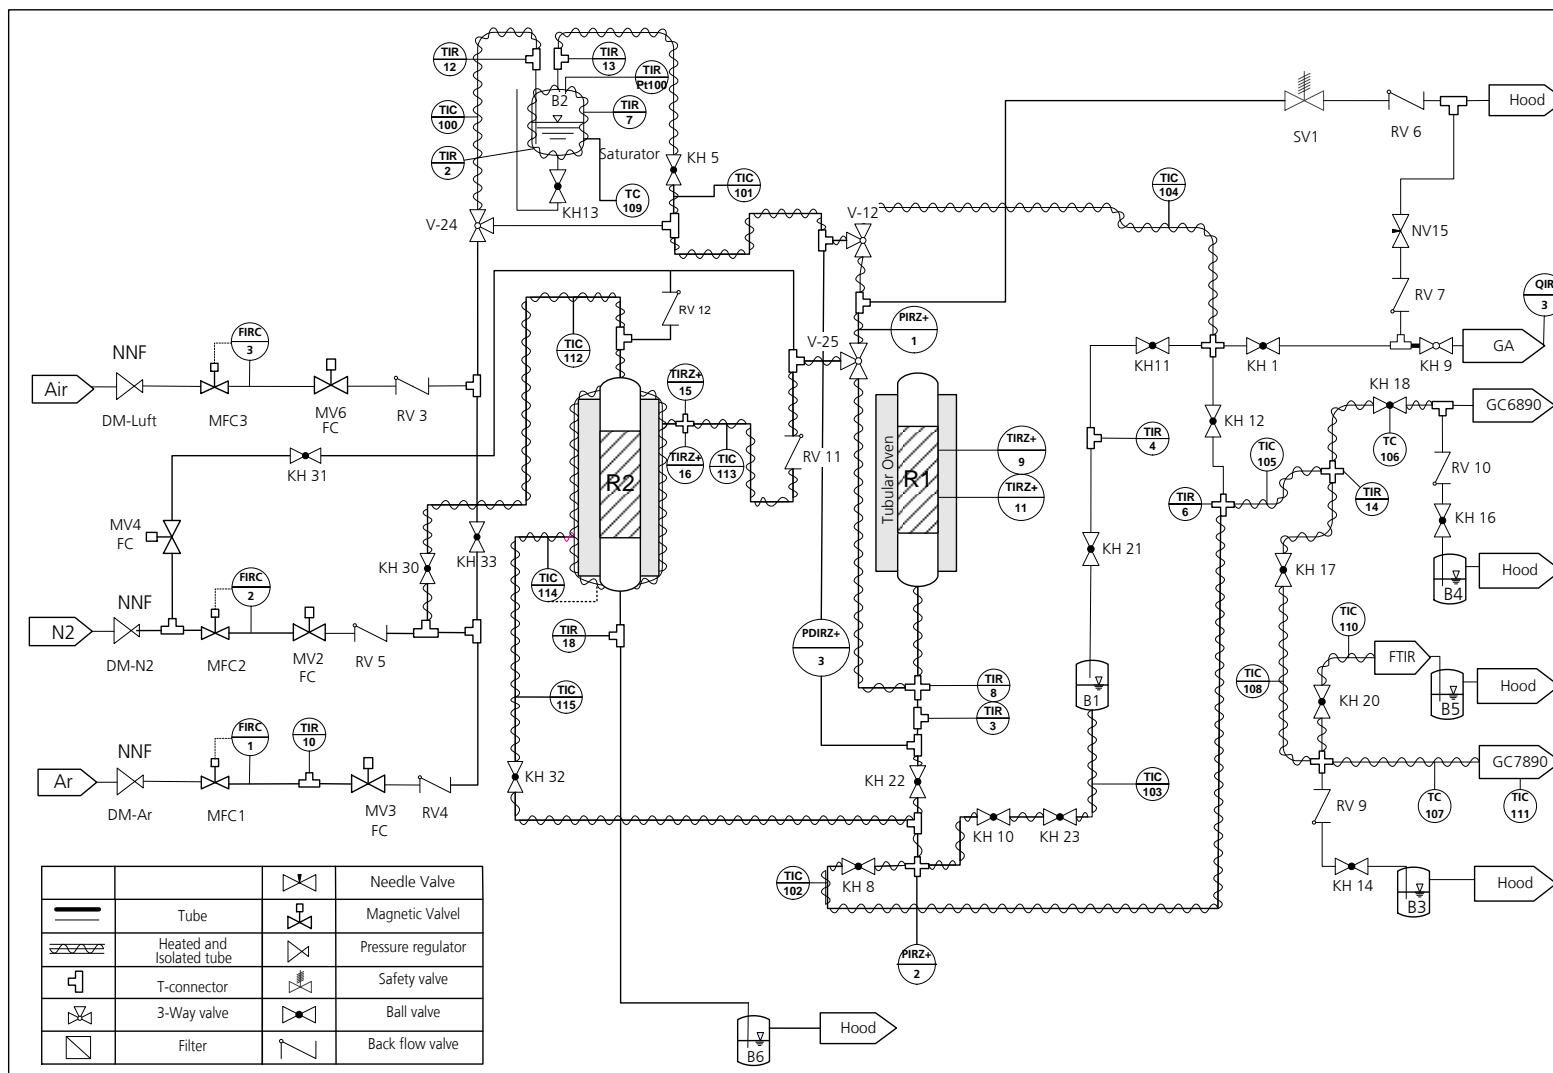 TIR
12
TIR
13
TIR
Pt100
B2
TIR
7
TIC
100
TIR
2
Saturator
KH 5
TIC
101
TC
109
KH13
V-24
V-12
TIC
104
SV1
RV 6
Hood
NV15
RV 7
QIR
3
GA
KH 9
KH 1
KH11
KH 18
GC6890
TC
106
KH 12
TIC
105
TIR
6
TIR
14
RV 10
KH 16
B4
Hood
TIR
4
KH 21
KH 17
TIC
110
FTIR
B5
Hood
TIC
108
KH 20
GC7890
TC
107
TIC
111
RV 9
KH 14
B3
Hood
RV 12
TIC
112
V-25
PIRZ+
1
TIRZ+
15
TIRZ+
16
TIC
113
RV 11
R2
Tubular Oven
R1
TIRZ+
9
TIRZ+
11
Air
NNF
DM-Luft
FIRC
3
MFC3
MV6
FC
RV 3
KH 31
MV4
FC
KH 30
KH 33
N2
NNF
DM-N2
FIRC
2
MFC2
MV2
FC
RV 5
TIC
114
TIR
18
PDIRZ+
3
TIC
115
TIR
8
TIR
3
B1
KH 32
KH 22
TIC
103
KH 10
KH 23
KH 8
TIC
102
PIRZ+
2
Ar
NNF
DM-Ar
FIRC
1
MFC1
TIR
10
MV3
FC
RV4
B6
Hood
Needle Valve
Tube
Magnetic Valvel
Heated and
Isolated tube
Pressure regulator
T-connector
Safety valve
3-Way valve
Ball valve
Filter
Back flow valve